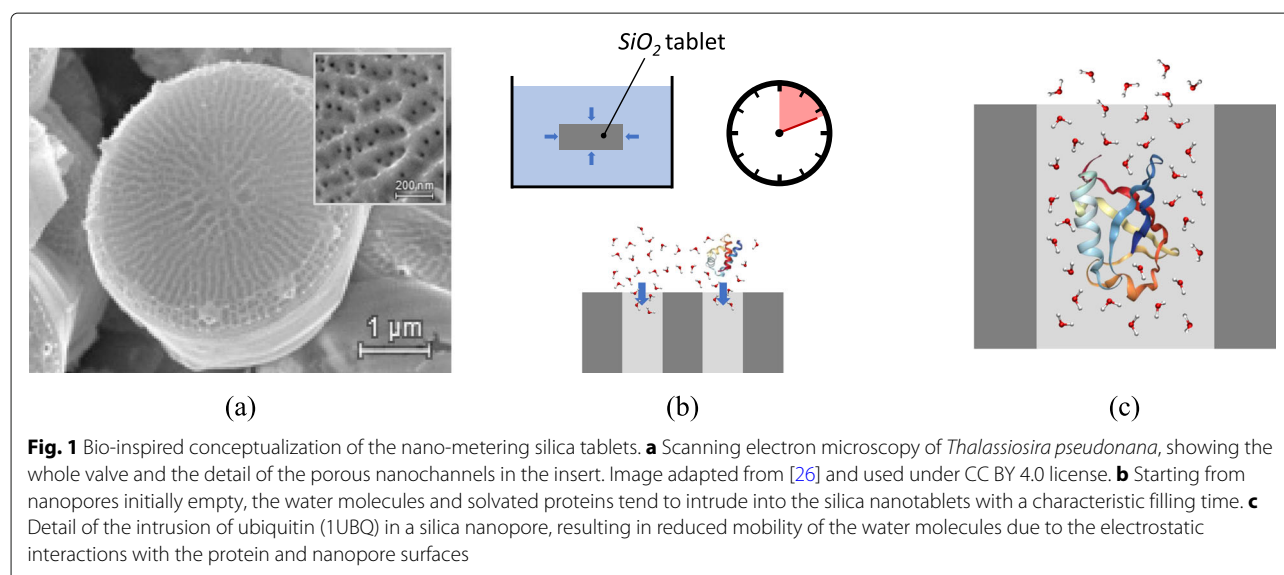 SiO2 tablet
200 nm
1 µm
(a)
(b)
(c)
Fig. 1 Bio-inspired conceptualization of the nano-metering silica tablets. a Scanning electron microscopy of Thalassiosira pseudonana, showing the
whole valve and the detail of the porous nanochannels in the insert. Image adapted from [26] and used under CC BY 4.0 license. b Starting from
nanopores initially empty, the water molecules and solvated proteins tend to intrude into the silica nanotablets with a characteristic filling time. c
Detail of the intrusion of ubiquitin (1UBQ) in a silica nanopore, resulting in reduced mobility of the water molecules due to the electrostatic
interactions with the protein and nanopore surfaces